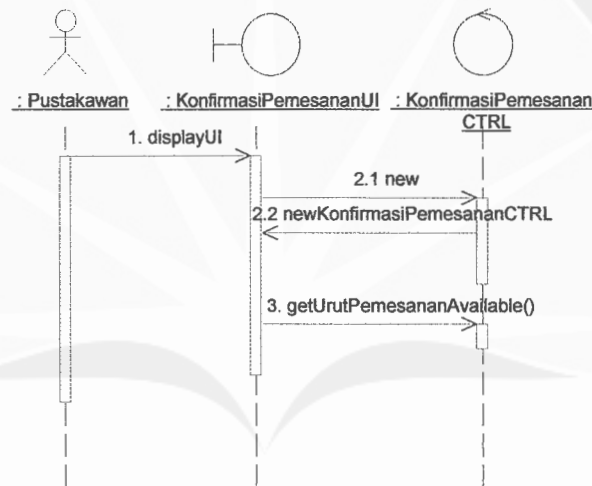 : Pustakawan
: KonfirmasiPemesananUI
: KonfirmasiPemesanan
CTRL
1. displayUI
2.1 new
2.2 newKonfirmasiPemesananCTRL
3. getUrutPemesananAvailable()